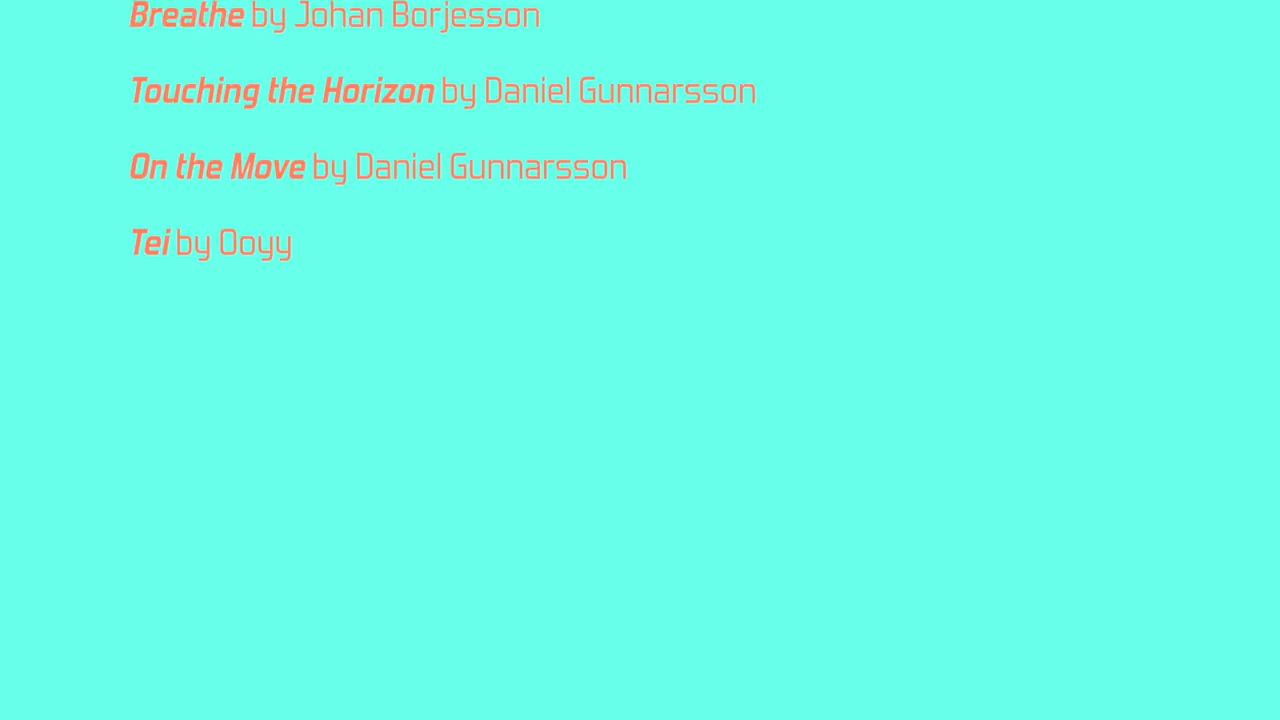 Breathe by Johan Borjesson
Touching the Horizon by Daniel Gunnarsson
On the Move by Daniel Gunnarsson
Tei by Ooyy